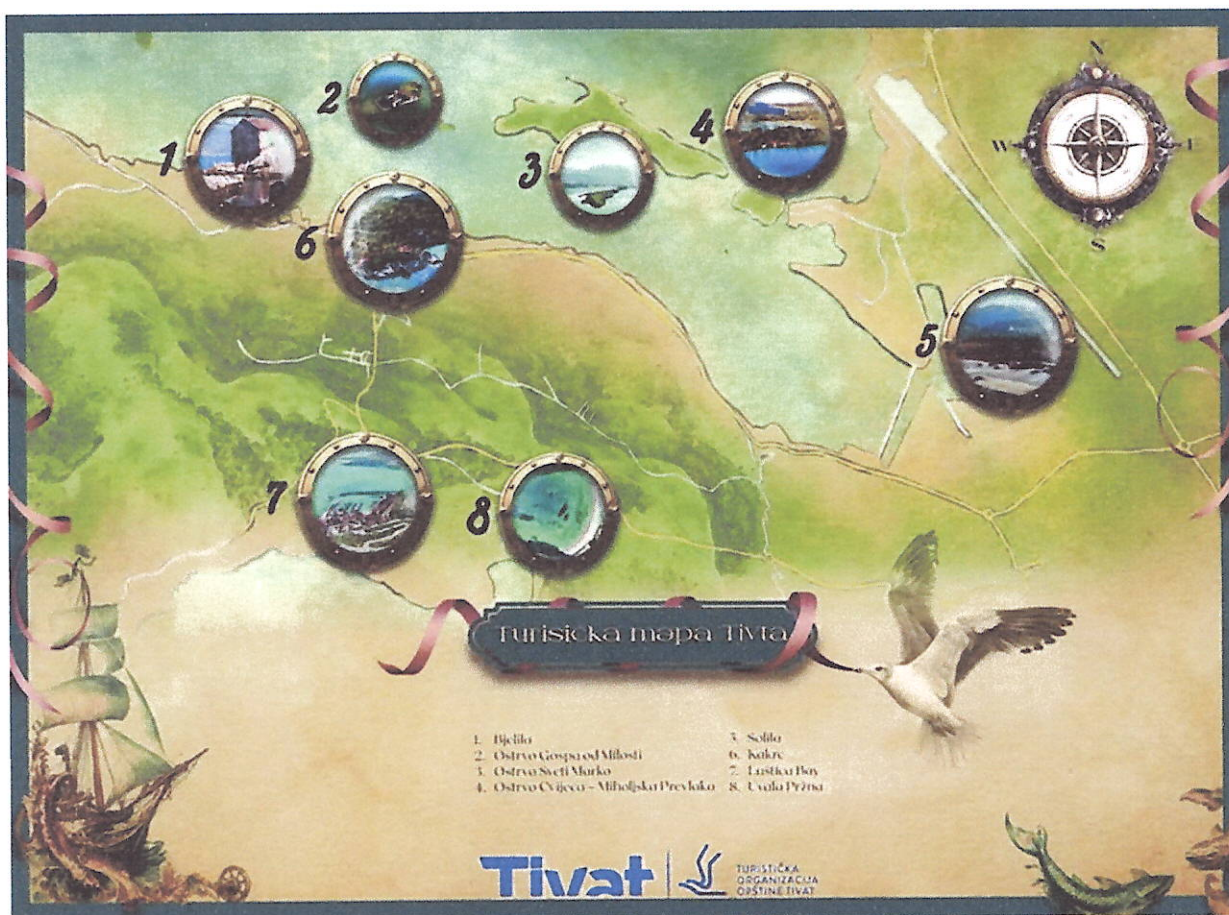 N
W
E
S
1
2
3
4
5
6
7
8
Turisicka mapa Tivta
1. Bjelila
2. Ostrvo Gospa od Milosti
3. Ostrvo Sveti Marko
4. Ostrvo Cvijeća – Miholjska Prevlaka
5. Solila
6. Kakrc
7. Luštica Bay
8. Uvala Pržna
Tivat
TURISTIČKA
ORGANIZACIJA
OPŠTINE TIVAT